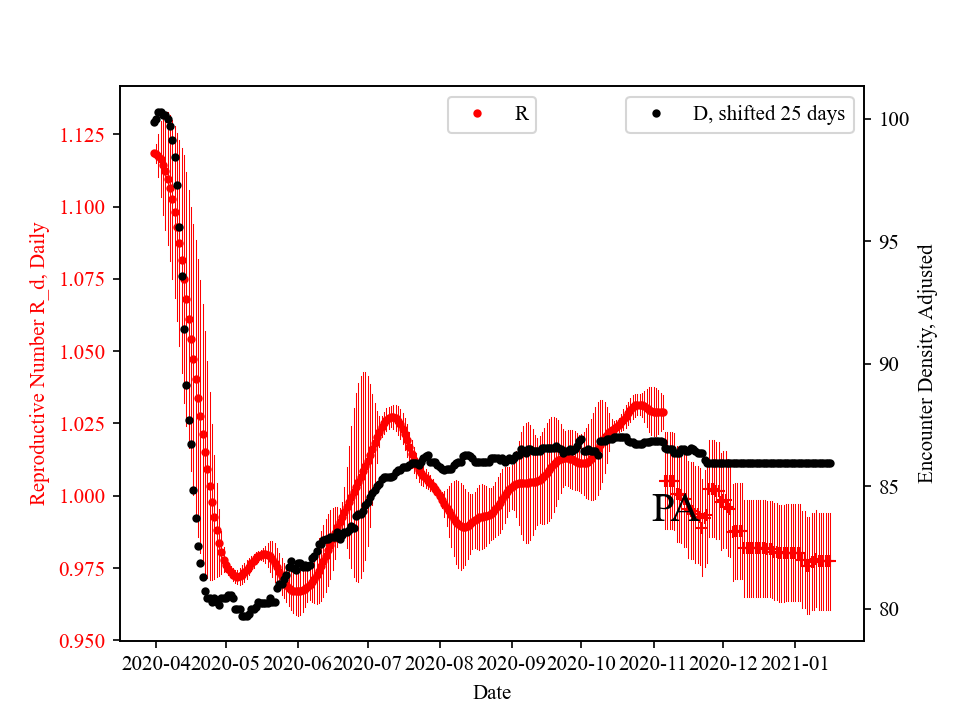 R
D, shifted 25 days
1.125
1.100
1.075
1.050
1.025
1.000
0.975
0.950
Reproductive Number R_d, Daily
100
95
90
85
80
Encounter Density, Adjusted
PA
2020-04 2020-05 2020-06 2020-07 2020-08 2020-09 2020-10 2020-11 2020-12 2021-01
Date